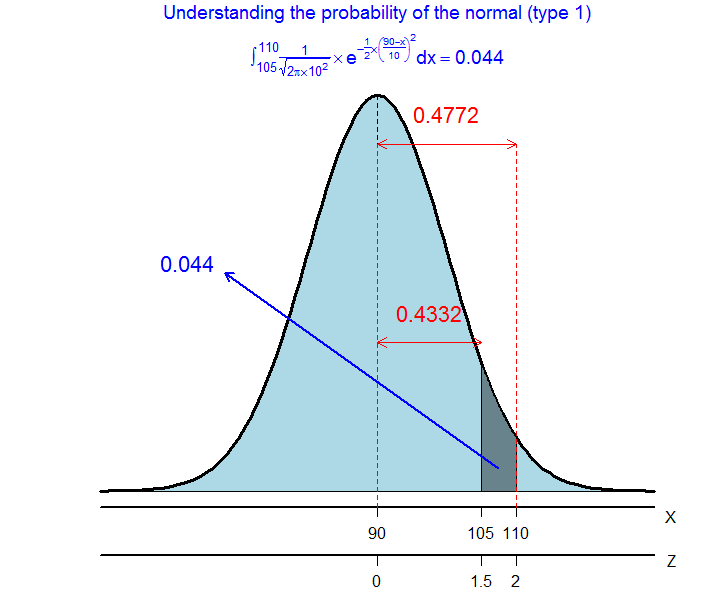 Understanding the probability of the normal (type 1)
∫₁₀₅¹¹⁰ 1/√(2π×10²) × e^(−1/2×((90−x)/10)²) dx = 0.044
0.4772
0.044
0.4332
X
90 105 110
Z
0 1.5 2